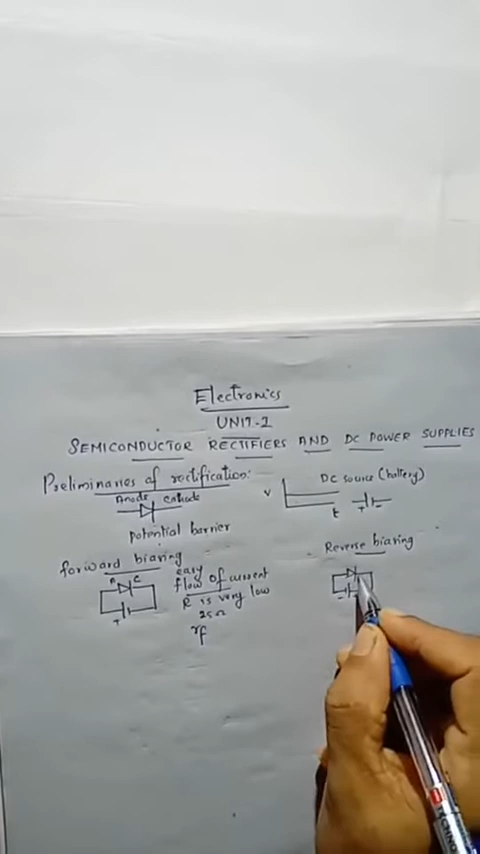 Electronics
UNIT-2
SEMICONDUCTOR RECTIFIERS AND DC POWER SUPPLIES
Preliminaries of rectification:
Anode Cathode
DC source (battery)
V
t
+ -
Potential barrier
forward biasing
Reverse biasing
A C
easy
flow of current
R is very low
25Ω
rf
+
-
TECHNO